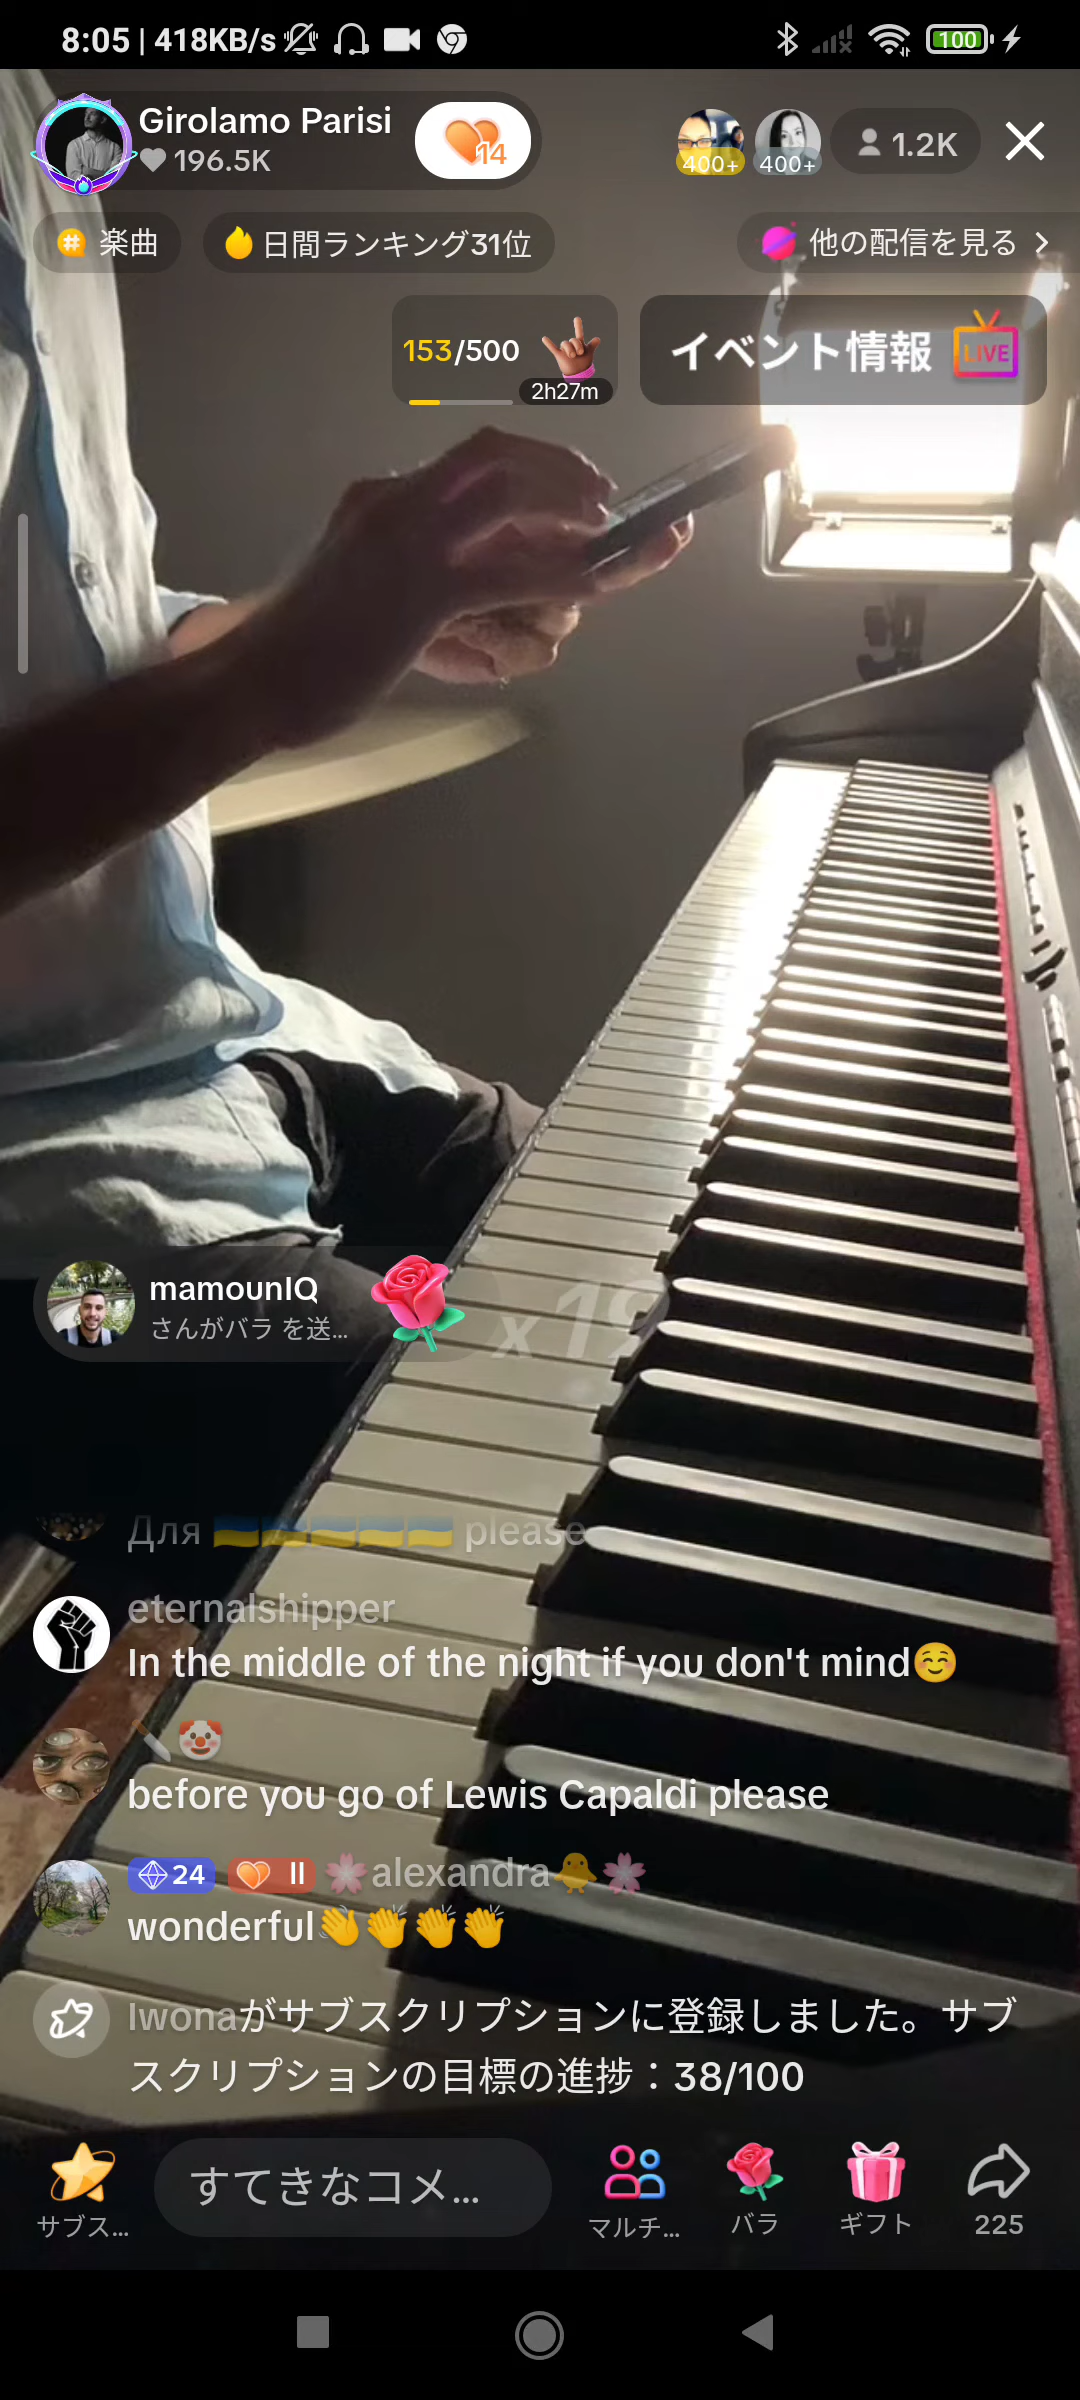 8:05 | 418KB/s
100
Girolamo Parisi
196.5K
14
400+
400+
1.2K
楽曲
日間ランキング31位
他の配信を見る
153/500
2h27m
イベント情報
LIVE
mamounIQ
さんがバラ を送...
x 19
Для 🇺🇦🇺🇦🇺🇦🇺🇦🇺🇦 please
eternalshipper
In the middle of the night if you don't mind☺️
🔪🤡
before you go of Lewis Capaldi please
24 II 🌸alexandra🐥🌸
wonderful👋👏👏👏
Iwonaがサブスクリプションに登録しました。サブ
スクリプションの目標の進捗：38/100
すてきなコメ...
サブス...
マルチ...
バラ
ギフト
225